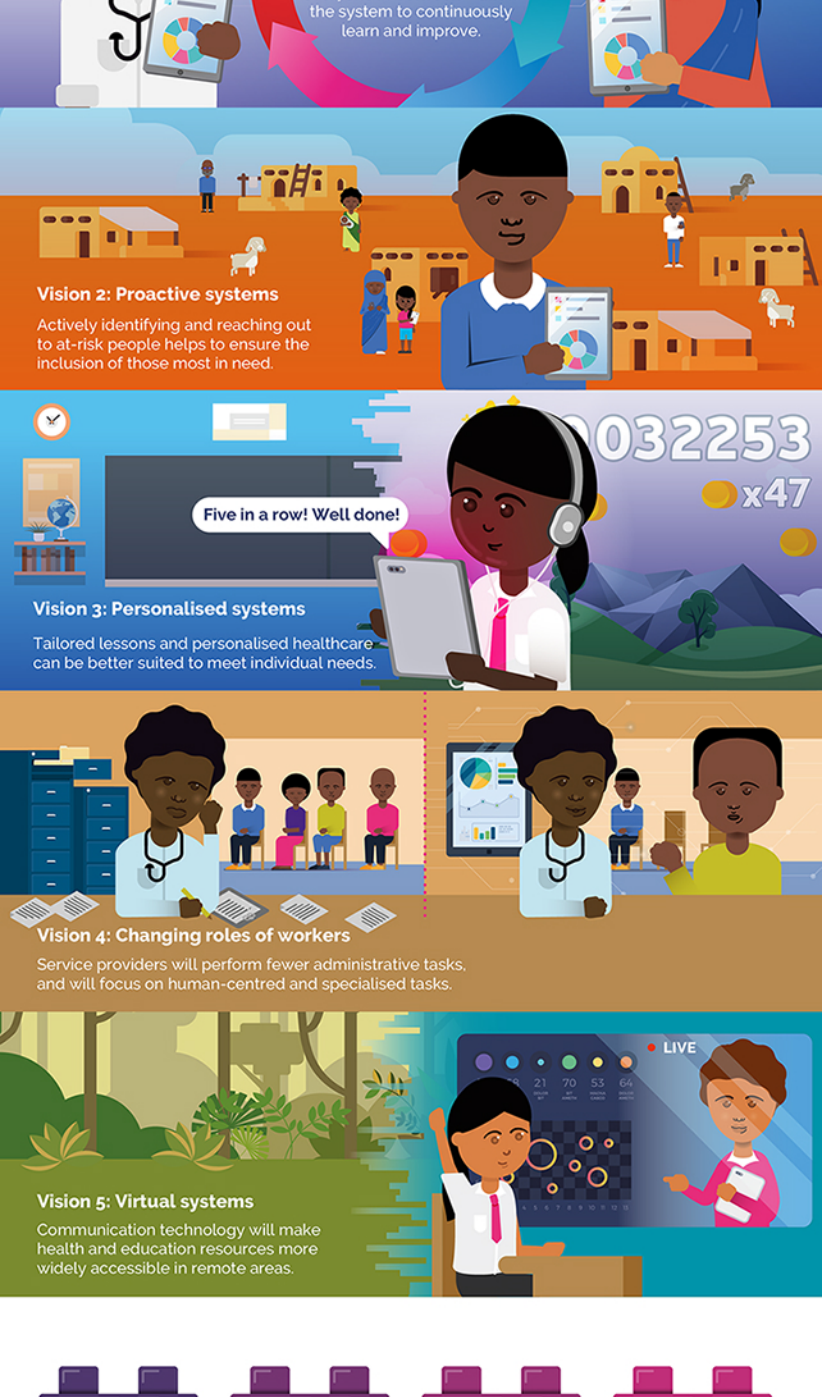 the system to continuously
learn and improve.
Vision 2: Proactive systems
Actively identifying and reaching out
to at-risk people helps to ensure the
inclusion of those most in need.
032253
x47
Five in a row! Well done!
Vision 3: Personalised systems
Tailored lessons and personalised healthcare
can be better suited to meet individual needs.
Vision 4: Changing roles of workers
Service providers will perform fewer administrative tasks,
and will focus on human-centred and specialised tasks.
LIVE
21 70 53 64
Vision 5: Virtual systems
Communication technology will make
health and education resources more
widely accessible in remote areas.